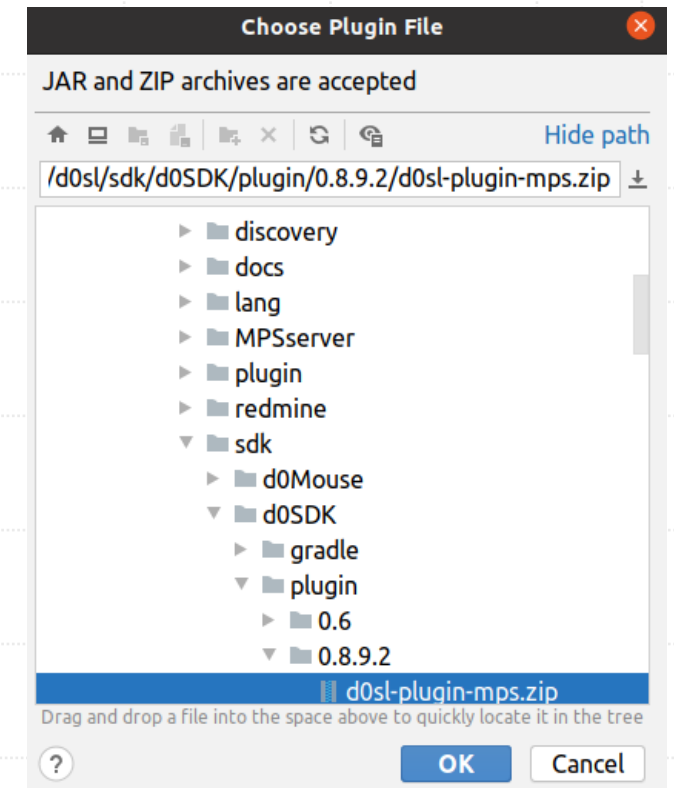 Choose Plugin File
JAR and ZIP archives are accepted
Hide path
/d0sl/sdk/d0SDK/plugin/0.8.9.2/d0sl-plugin-mps.zip
discovery
docs
lang
MPSserver
plugin
redmine
sdk
d0Mouse
d0SDK
gradle
plugin
0.6
0.8.9.2
d0sl-plugin-mps.zip
Drag and drop a file into the space above to quickly locate it in the tree
? OK Cancel